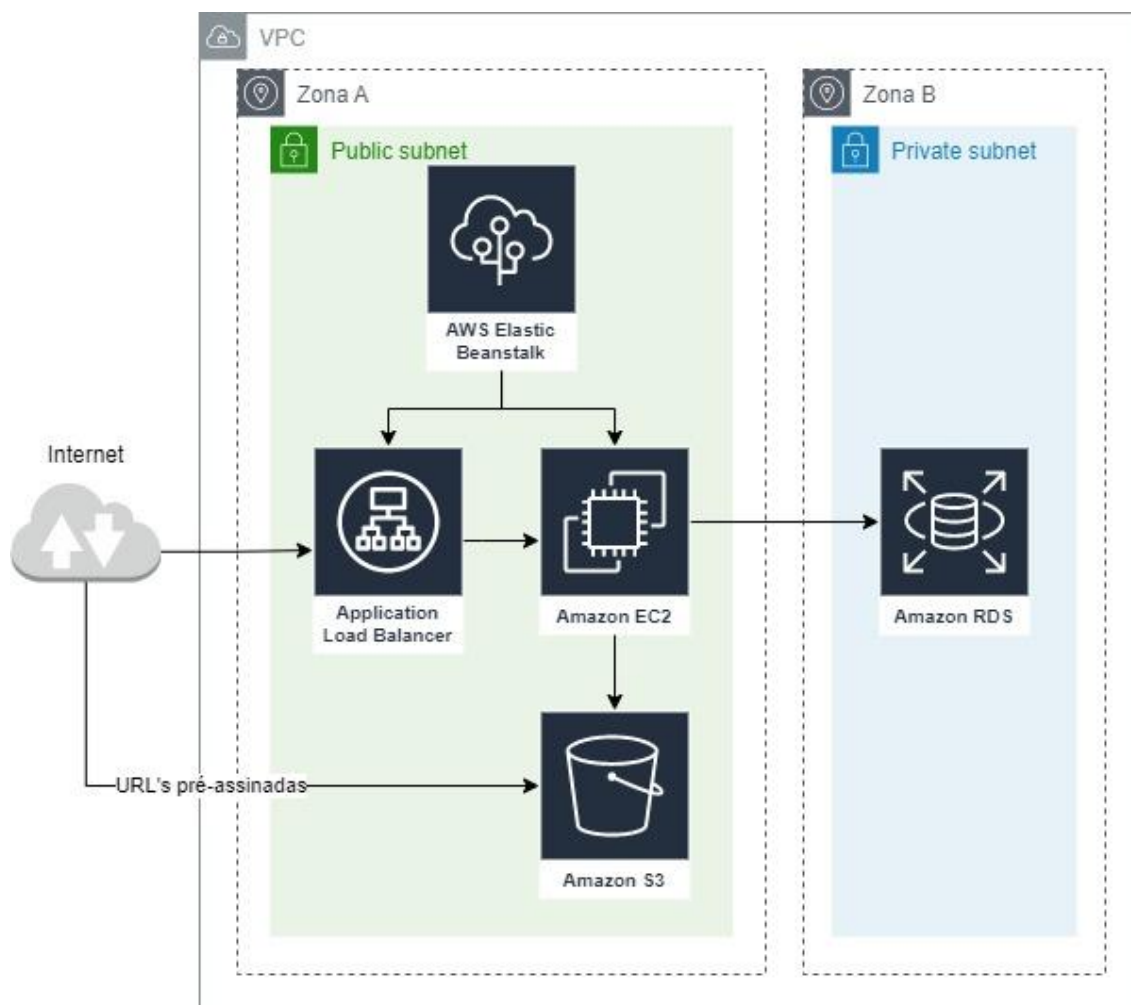 VPC
Zona A
Zona B
Public subnet
Private subnet
AWS Elastic
Beanstalk
Internet
Application
Load Balancer
Amazon EC2
Amazon RDS
URL's pré-assinadas
Amazon S3